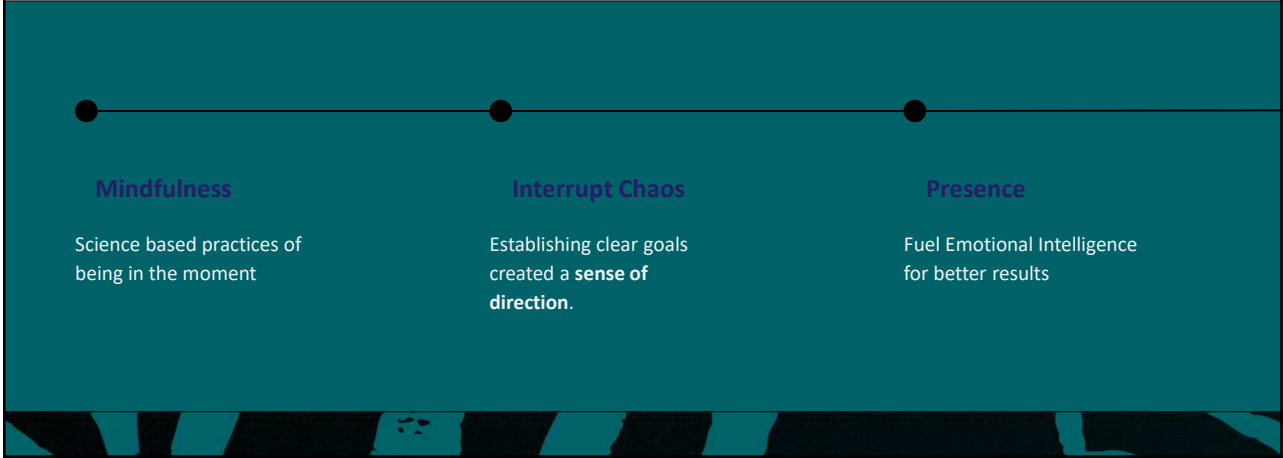 Mindfulness
Science based practices of
being in the moment
Interrupt Chaos
Establishing clear goals
created a sense of
direction.
Presence
Fuel Emotional Intelligence
for better results